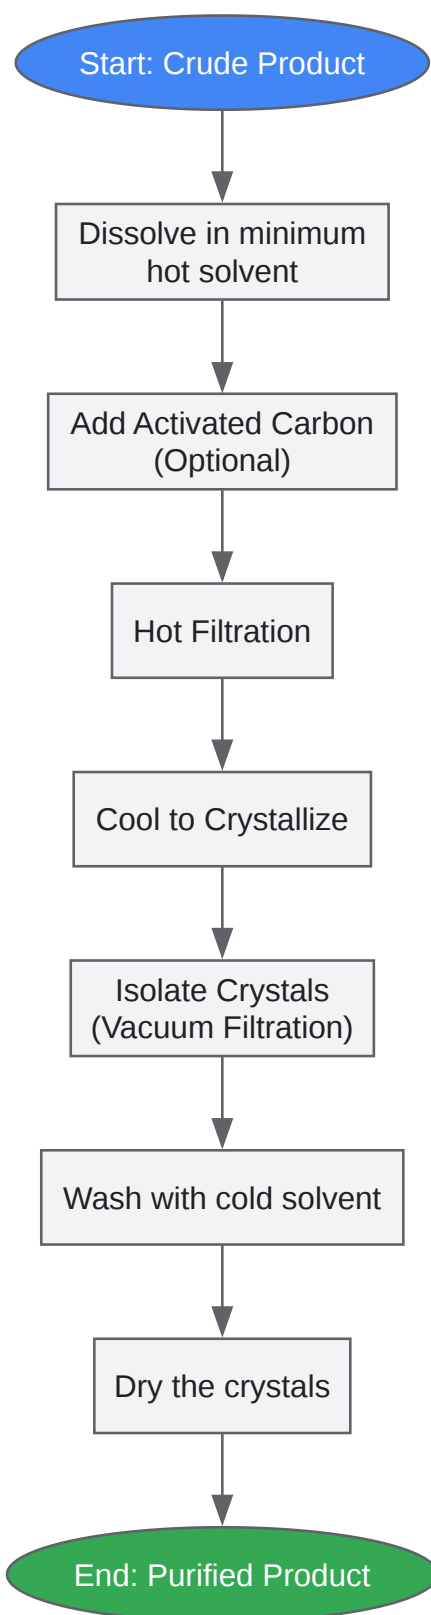 Start: Crude Product
Dissolve in minimum
hot solvent
Add Activated Carbon
(Optional)
Hot Filtration
Cool to Crystallize
Isolate Crystals
(Vacuum Filtration)
Wash with cold solvent
Dry the crystals
End: Purified Product